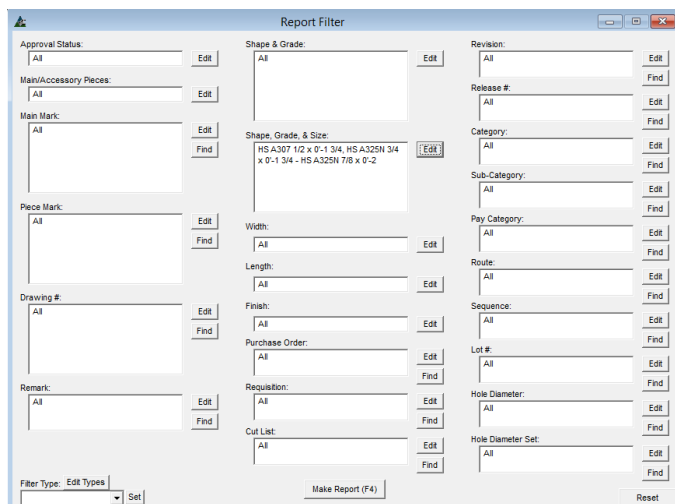 Report Filter
Approval Status:
All
Edit
Main/Accessory Pieces:
All
Edit
Main Mark:
All
Edit
Find
Piece Mark:
All
Edit
Find
Drawing #:
All
Edit
Find
Remark:
All
Edit
Find
Filter Type:
Edit Types
Set
Shape & Grade:
All
Edit
Shape, Grade, & Size:
HS A307 1/2 x 0'-1 3/4, HS A325N 3/4
x 0'-1 3/4 - HS A325N 7/8 x 0'-2
Edit
Width:
All
Edit
Length:
All
Edit
Finish:
All
Edit
Purchase Order:
All
Edit
Find
Requisition:
All
Edit
Find
Cut List:
All
Edit
Find
Make Report (F4)
Revision:
All
Edit
Find
Release #:
All
Edit
Find
Category:
All
Edit
Find
Sub-Category:
All
Edit
Find
Pay Category:
All
Edit
Find
Route:
All
Edit
Find
Sequence:
All
Edit
Find
Lot #:
All
Edit
Find
Hole Diameter:
All
Edit
Find
Hole Diameter Set:
All
Edit
Find
Reset